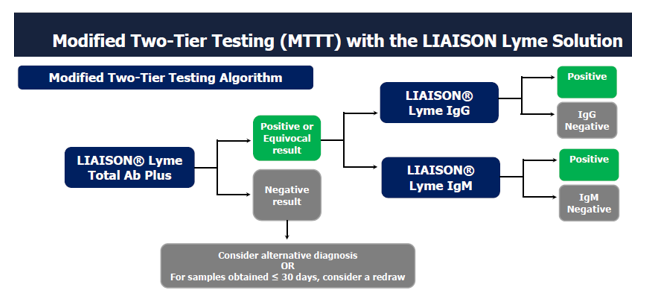 Modified Two-Tier Testing (MTTT) with the LIAISON Lyme Solution
Modified Two-Tier Testing Algorithm
LIAISON® Lyme
Total Ab Plus
Positive or
Equivocal
result
Negative
result
Consider alternative diagnosis
OR
For samples obtained ≤ 30 days, consider a redraw
LIAISON®
Lyme IgG
Positive
IgG
Negative
LIAISON®
Lyme IgM
Positive
IgM
Negative